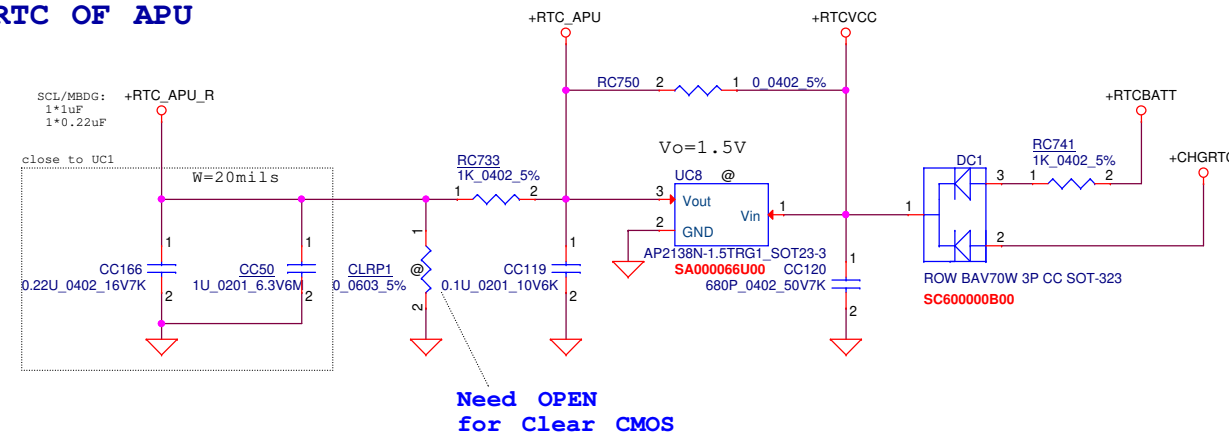 RTC OF APU
+RTC_APU
+RTCVCC
RC750 2 1 0_0402_5%
SCL/MBDG:
1*1uF
1*0.22uF
+RTC_APU_R
+RTCBATT
close to UC1
W=20mils
RC733
1K_0402_5%
1 2
Vo=1.5V
UC8 @
3 Vout
2 GND
Vin 1
AP2138N-1.5TRG1_SOT23-3
SA000066U00
DC1
1
3
2
RC741
1K_0402_5%
1 2
+CHGRTC
ROW BAV70W 3P CC SOT-323
SC600000B00
1
CC166
0.22U_0402_16V7K
2
1
CC50
1U_0201_6.3V6M
2
1
CLRP1 @
0_0603_5%
2
1
CC119
0.1U_0201_10V6K
2
1
CC120
680P_0402_50V7K
2
Need OPEN
for Clear CMOS